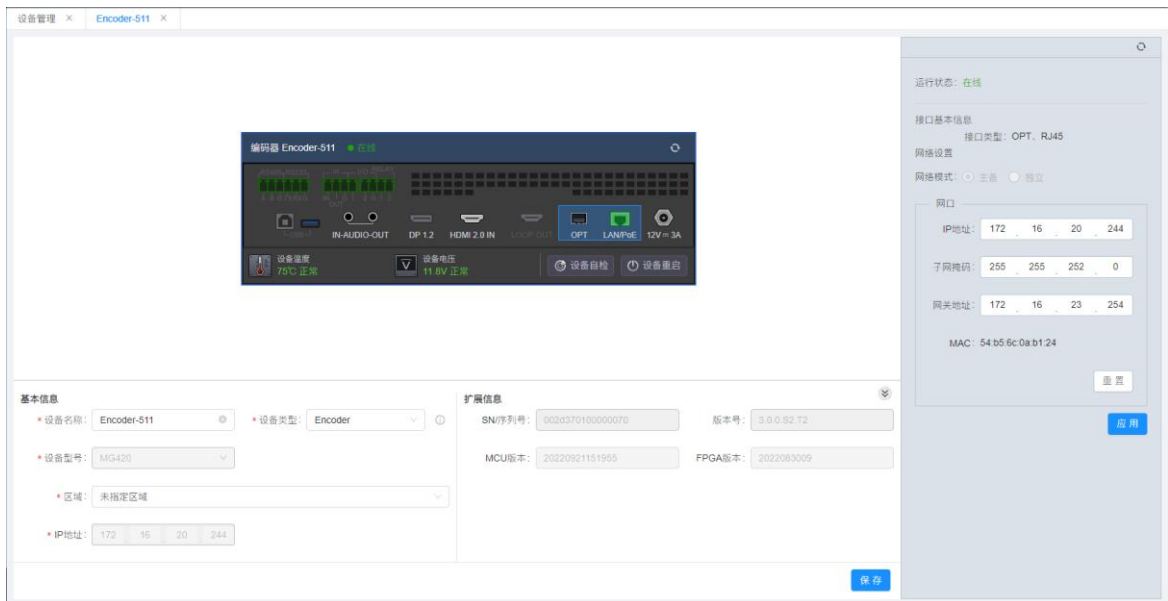 设备管理 ×
Encoder-511 ×
编码器 Encoder-511 ● 在线
IN-AUDIO-OUT
DP 1.2
HDMI 2.0 IN
LOOP OUT
OPT
LAN/PoE
12V⎓3A
设备温度
75℃ 正常
设备电压
11.8V 正常
设备自检
设备重启
基本信息
* 设备名称: Encoder-511
* 设备类型: Encoder
* 设备型号: MG420
* 区域: 未指定区域
* IP地址: 172 . 16 . 20 . 244
扩展信息
SN/序列号: 002d370100000070
版本号: 3.0.0.S2.T2
MCU版本: 20220921151955
FPGA版本: 2022083009
保存
运行状态: 在线
接口基本信息
接口类型: OPT、RJ45
网络设置
网络模式: 主备 独立
网口
IP地址: 172 . 16 . 20 . 244
子网掩码: 255 . 255 . 252 . 0
网关地址: 172 . 16 . 23 . 254
MAC: 54:b5:6c:0a:b1:24
重置
应用